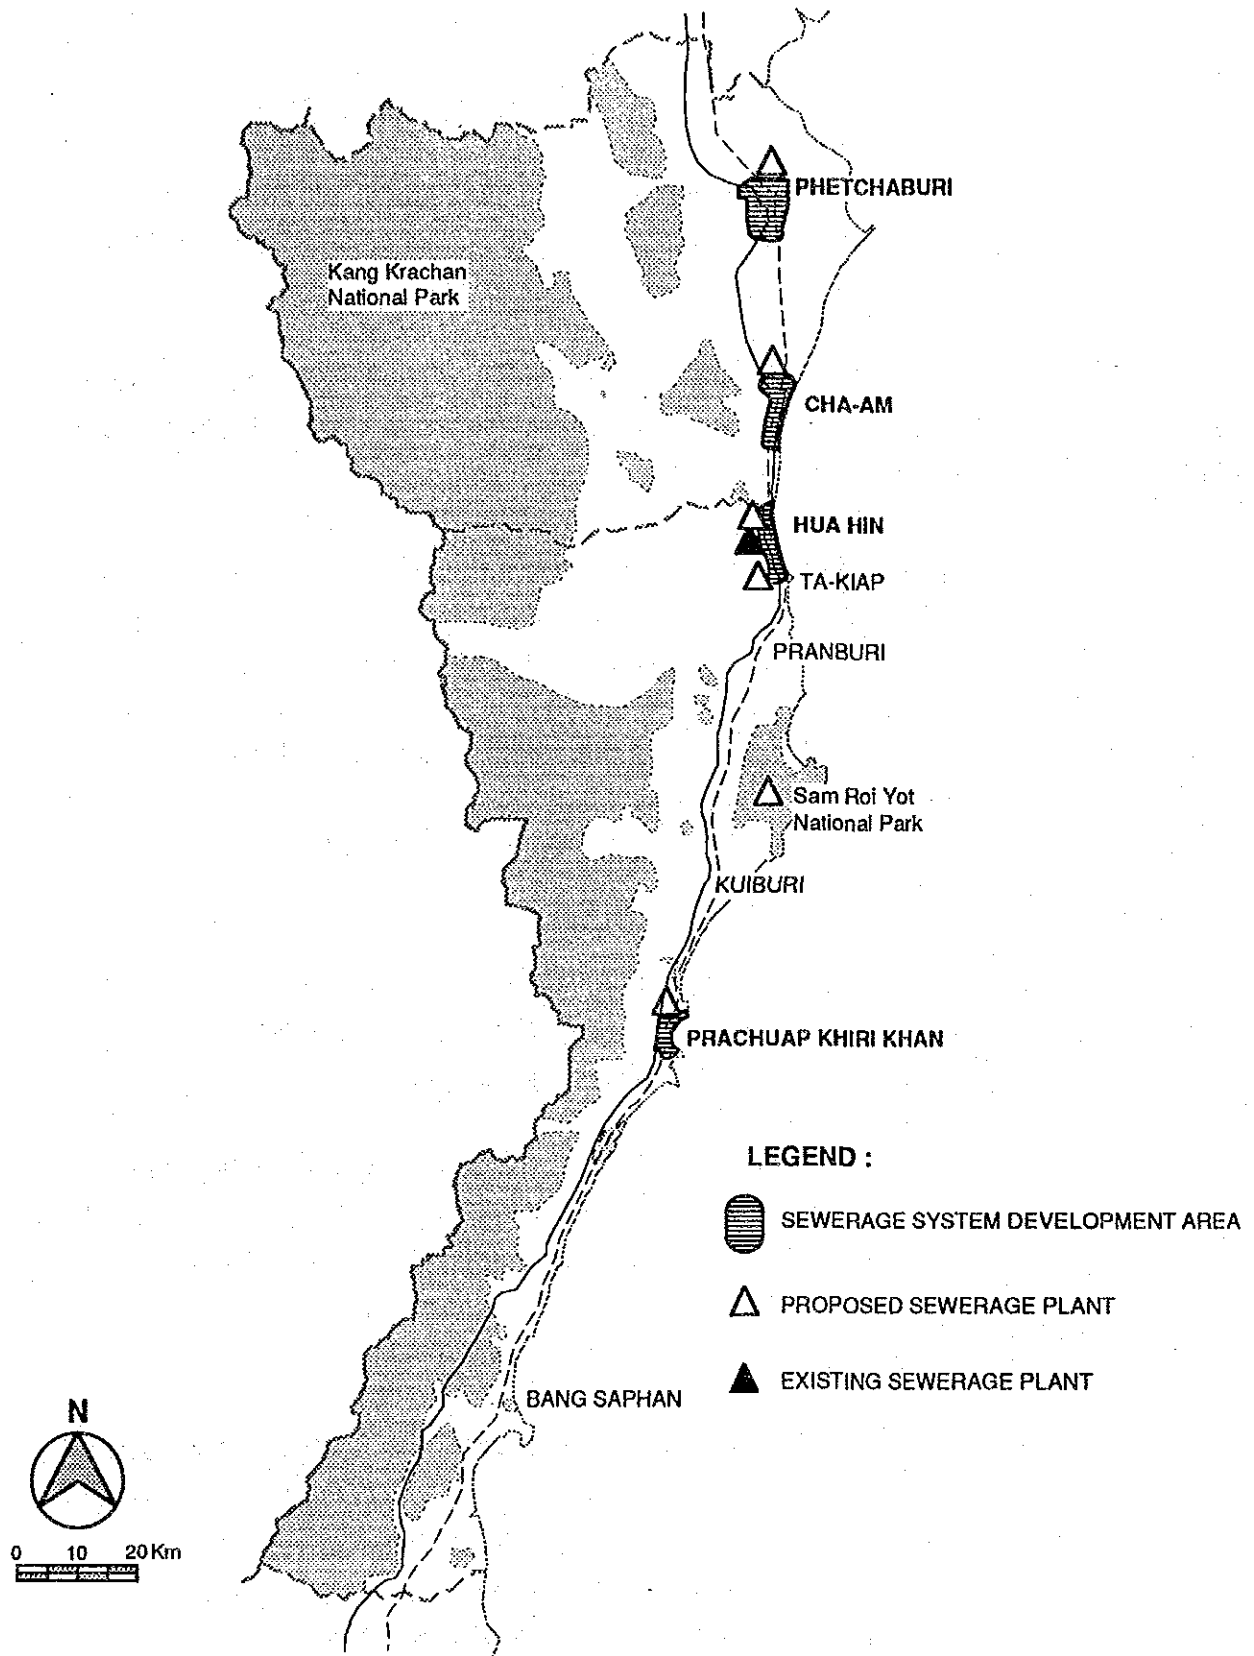 PHETCHABURI
Kang Krachan
National Park
CHA-AM
HUA HIN
TA-KIAP
PRANBURI
Sam Roi Yot
National Park
KUIBURI
PRACHUAP KHIRI KHAN
LEGEND :
SEWERAGE SYSTEM DEVELOPMENT AREA
PROPOSED SEWERAGE PLANT
EXISTING SEWERAGE PLANT
BANG SAPHAN
N
0 10 20 Km